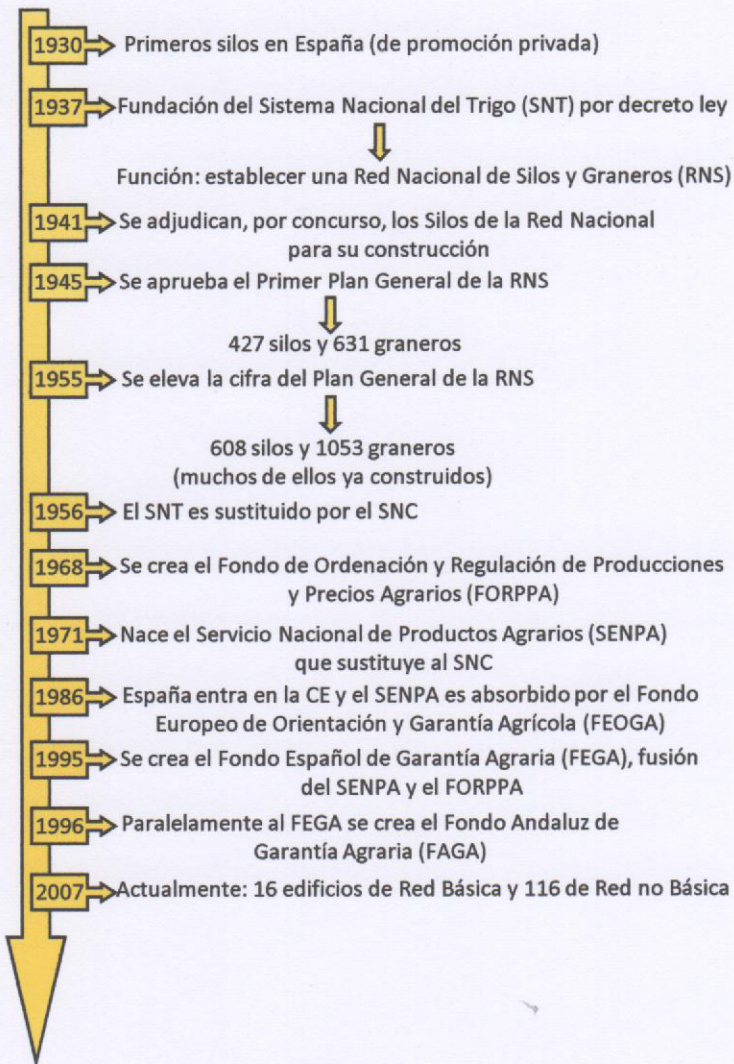 1930 Primeros silos en España (de promoción privada)
1937 Fundación del Sistema Nacional del Trigo (SNT) por decreto ley
Función: establecer una Red Nacional de Silos y Graneros (RNS)
1941 Se adjudican, por concurso, los Silos de la Red Nacional
para su construcción
1945 Se aprueba el Primer Plan General de la RNS
427 silos y 631 graneros
1955 Se eleva la cifra del Plan General de la RNS
608 silos y 1053 graneros
(muchos de ellos ya construidos)
1956 El SNT es sustituido por el SNC
1968 Se crea el Fondo de Ordenación y Regulación de Producciones
y Precios Agrarios (FORPPA)
1971 Nace el Servicio Nacional de Productos Agrarios (SENPA)
que sustituye al SNC
1986 España entra en la CE y el SENPA es absorbido por el Fondo
Europeo de Orientación y Garantía Agrícola (FEOGA)
1995 Se crea el Fondo Español de Garantía Agraria (FEGA), fusión
del SENPA y el FORPPA
1996 Paralelamente al FEGA se crea el Fondo Andaluz de
Garantía Agraria (FAGA)
2007 Actualmente: 16 edificios de Red Básica y 116 de Red no Básica